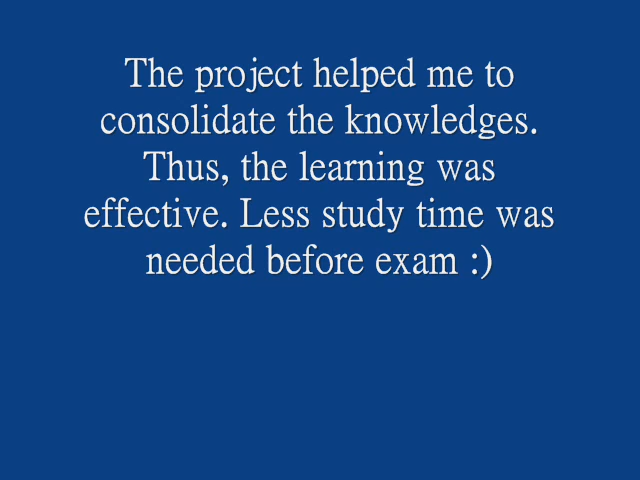 The project helped me to
consolidate the knowledges.
Thus, the learning was
effective. Less study time was
needed before exam :)